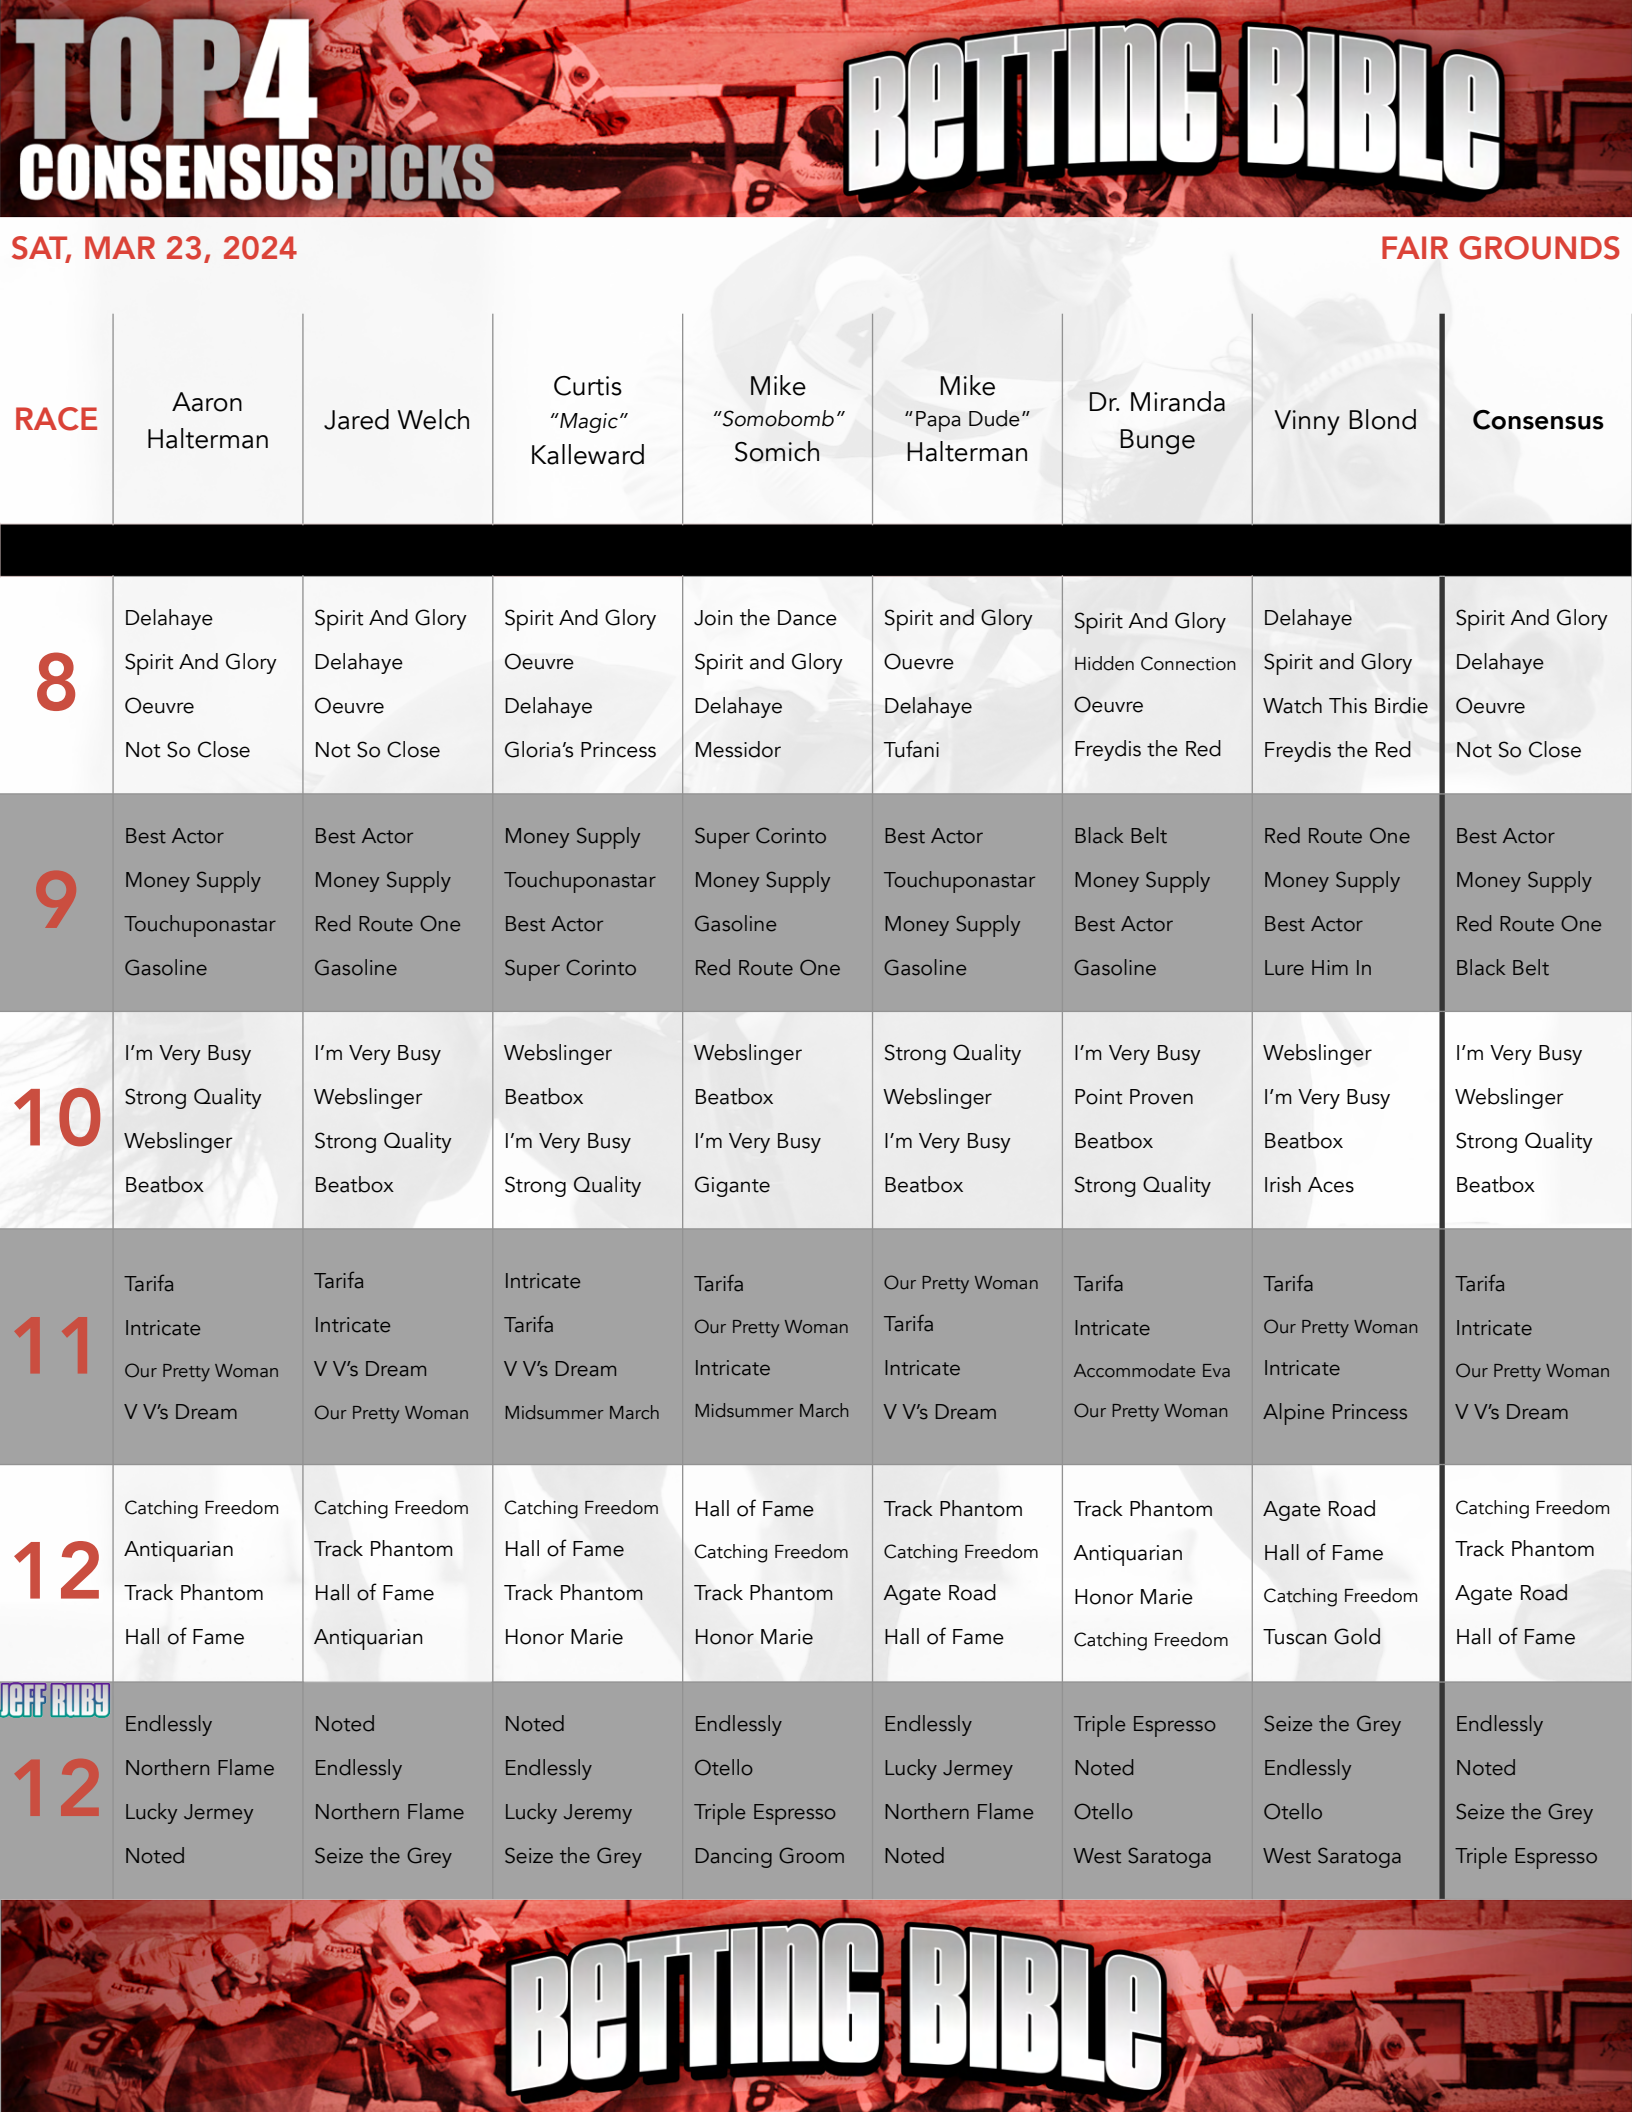 TOP4
CONSENSUSPICKS
BETTING BIBLE
SAT, MAR 23, 2024
FAIR GROUNDS
RACE
Aaron
Halterman
Jared Welch
Curtis
“Magic”
Kalleward
Mike
“Somobomb”
Somich
Mike
“Papa Dude”
Halterman
Dr. Miranda
Bunge
Vinny Blond
Consensus
8
Delahaye
Spirit And Glory
Oeuvre
Not So Close
Spirit And Glory
Delahaye
Oeuvre
Not So Close
Spirit And Glory
Oeuvre
Delahaye
Gloria’s Princess
Join the Dance
Spirit and Glory
Delahaye
Messidor
Spirit and Glory
Ouevre
Delahaye
Tufani
Spirit And Glory
Hidden Connection
Oeuvre
Freydis the Red
Delahaye
Spirit and Glory
Watch This Birdie
Freydis the Red
Spirit And Glory
Delahaye
Oeuvre
Not So Close
9
Best Actor
Money Supply
Touchuponastar
Gasoline
Best Actor
Money Supply
Red Route One
Gasoline
Money Supply
Touchuponastar
Best Actor
Super Corinto
Super Corinto
Money Supply
Gasoline
Red Route One
Best Actor
Touchuponastar
Money Supply
Gasoline
Black Belt
Money Supply
Best Actor
Gasoline
Red Route One
Money Supply
Best Actor
Lure Him In
Best Actor
Money Supply
Red Route One
Black Belt
10
I’m Very Busy
Strong Quality
Webslinger
Beatbox
I’m Very Busy
Webslinger
Strong Quality
Beatbox
Webslinger
Beatbox
I’m Very Busy
Strong Quality
Webslinger
Beatbox
I’m Very Busy
Gigante
Strong Quality
Webslinger
I’m Very Busy
Beatbox
I’m Very Busy
Point Proven
Beatbox
Strong Quality
Webslinger
I’m Very Busy
Beatbox
Irish Aces
I’m Very Busy
Webslinger
Strong Quality
Beatbox
11
Tarifa
Intricate
Our Pretty Woman
V V’s Dream
Tarifa
Intricate
V V’s Dream
Our Pretty Woman
Intricate
Tarifa
V V’s Dream
Midsummer March
Tarifa
Our Pretty Woman
Intricate
Midsummer March
Our Pretty Woman
Tarifa
Intricate
V V’s Dream
Tarifa
Intricate
Accommodate Eva
Our Pretty Woman
Tarifa
Our Pretty Woman
Intricate
Alpine Princess
Tarifa
Intricate
Our Pretty Woman
V V’s Dream
12
Catching Freedom
Antiquarian
Track Phantom
Hall of Fame
Catching Freedom
Track Phantom
Hall of Fame
Antiquarian
Catching Freedom
Hall of Fame
Track Phantom
Honor Marie
Hall of Fame
Catching Freedom
Track Phantom
Honor Marie
Track Phantom
Catching Freedom
Agate Road
Hall of Fame
Track Phantom
Antiquarian
Honor Marie
Catching Freedom
Agate Road
Hall of Fame
Catching Freedom
Tuscan Gold
Catching Freedom
Track Phantom
Agate Road
Hall of Fame
JEFF RUBY
12
Endlessly
Northern Flame
Lucky Jermey
Noted
Noted
Endlessly
Northern Flame
Seize the Grey
Noted
Endlessly
Lucky Jeremy
Seize the Grey
Endlessly
Otello
Triple Espresso
Dancing Groom
Endlessly
Lucky Jermey
Northern Flame
Noted
Triple Espresso
Noted
Otello
West Saratoga
Seize the Grey
Endlessly
Otello
West Saratoga
Endlessly
Noted
Seize the Grey
Triple Espresso
BETTING BIBLE